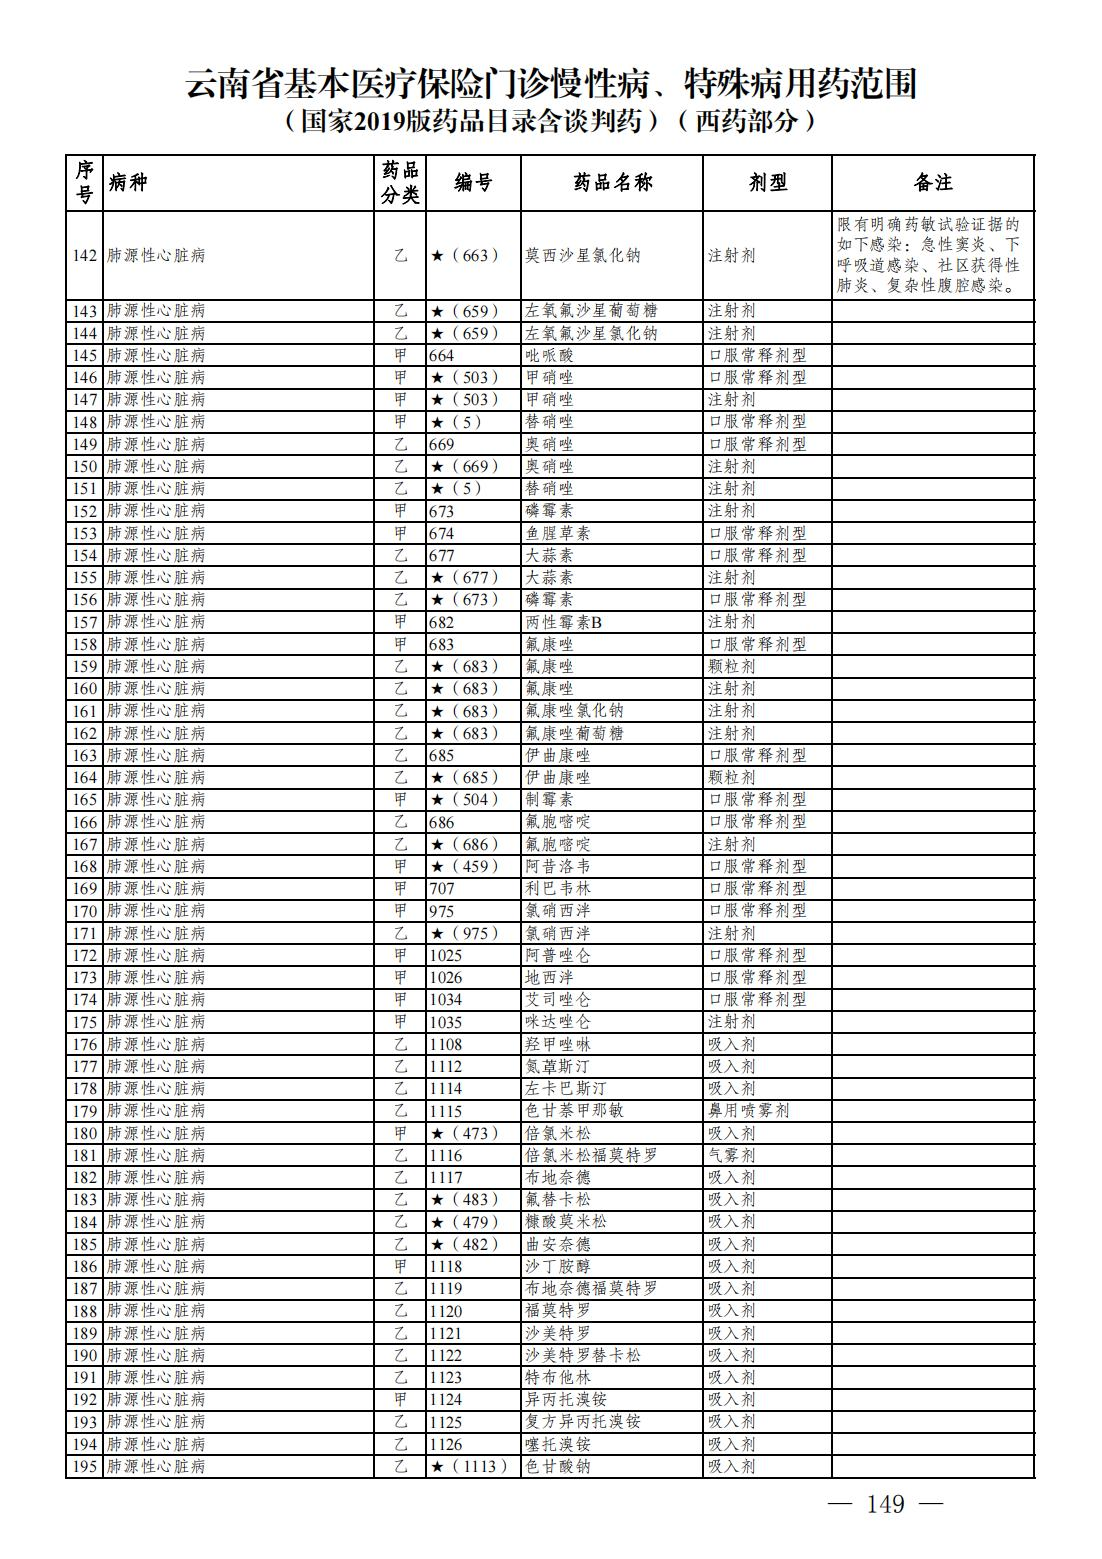 云南省基本医疗保险门诊慢性病、特殊病用药范围
（国家2019版药品目录含谈判药）（西药部分）
序号 病种 药品分类 编号 药品名称 剂型 备注
142 肺源性心脏病 乙 ★（663） 莫西沙星氯化钠 注射剂 限有明确药敏试验证据的如下感染：急性窦炎、下呼吸道感染、社区获得性肺炎、复杂性腹腔感染。
143 肺源性心脏病 乙 ★（659） 左氧氟沙星葡萄糖 注射剂
144 肺源性心脏病 乙 ★（659） 左氧氟沙星氯化钠 注射剂
145 肺源性心脏病 甲 664 吡哌酸 口服常释剂型
146 肺源性心脏病 甲 ★（503） 甲硝唑 口服常释剂型
147 肺源性心脏病 甲 ★（503） 甲硝唑 注射剂
148 肺源性心脏病 甲 ★（5） 替硝唑 口服常释剂型
149 肺源性心脏病 乙 669 奥硝唑 口服常释剂型
150 肺源性心脏病 乙 ★（669） 奥硝唑 注射剂
151 肺源性心脏病 乙 ★（5） 替硝唑 注射剂
152 肺源性心脏病 甲 673 磷霉素 注射剂
153 肺源性心脏病 甲 674 鱼腥草素 口服常释剂型
154 肺源性心脏病 乙 677 大蒜素 口服常释剂型
155 肺源性心脏病 乙 ★（677） 大蒜素 注射剂
156 肺源性心脏病 乙 ★（673） 磷霉素 口服常释剂型
157 肺源性心脏病 甲 682 两性霉素B 注射剂
158 肺源性心脏病 甲 683 氟康唑 口服常释剂型
159 肺源性心脏病 乙 ★（683） 氟康唑 颗粒剂
160 肺源性心脏病 乙 ★（683） 氟康唑 注射剂
161 肺源性心脏病 乙 ★（683） 氟康唑氯化钠 注射剂
162 肺源性心脏病 乙 ★（683） 氟康唑葡萄糖 注射剂
163 肺源性心脏病 乙 685 伊曲康唑 口服常释剂型
164 肺源性心脏病 乙 ★（685） 伊曲康唑 颗粒剂
165 肺源性心脏病 甲 ★（504） 制霉素 口服常释剂型
166 肺源性心脏病 乙 686 氟胞嘧啶 口服常释剂型
167 肺源性心脏病 乙 ★（686） 氟胞嘧啶 注射剂
168 肺源性心脏病 甲 ★（459） 阿昔洛韦 口服常释剂型
169 肺源性心脏病 甲 707 利巴韦林 口服常释剂型
170 肺源性心脏病 甲 975 氯硝西泮 口服常释剂型
171 肺源性心脏病 乙 ★（975） 氯硝西泮 注射剂
172 肺源性心脏病 甲 1025 阿普唑仑 口服常释剂型
173 肺源性心脏病 甲 1026 地西泮 口服常释剂型
174 肺源性心脏病 甲 1034 艾司唑仑 口服常释剂型
175 肺源性心脏病 甲 1035 咪达唑仑 注射剂
176 肺源性心脏病 乙 1108 羟甲唑啉 吸入剂
177 肺源性心脏病 乙 1112 氮䓬斯汀 吸入剂
178 肺源性心脏病 乙 1114 左卡巴斯汀 吸入剂
179 肺源性心脏病 乙 1115 色甘萘甲那敏 鼻用喷雾剂
180 肺源性心脏病 甲 ★（473） 倍氯米松 吸入剂
181 肺源性心脏病 乙 1116 倍氯米松福莫特罗 气雾剂
182 肺源性心脏病 乙 1117 布地奈德 吸入剂
183 肺源性心脏病 乙 ★（483） 氟替卡松 吸入剂
184 肺源性心脏病 乙 ★（479） 糠酸莫米松 吸入剂
185 肺源性心脏病 乙 ★（482） 曲安奈德 吸入剂
186 肺源性心脏病 甲 1118 沙丁胺醇 吸入剂
187 肺源性心脏病 乙 1119 布地奈德福莫特罗 吸入剂
188 肺源性心脏病 乙 1120 福莫特罗 吸入剂
189 肺源性心脏病 乙 1121 沙美特罗 吸入剂
190 肺源性心脏病 乙 1122 沙美特罗替卡松 吸入剂
191 肺源性心脏病 乙 1123 特布他林 吸入剂
192 肺源性心脏病 甲 1124 异丙托溴铵 吸入剂
193 肺源性心脏病 乙 1125 复方异丙托溴铵 吸入剂
194 肺源性心脏病 乙 1126 噻托溴铵 吸入剂
195 肺源性心脏病 乙 ★（1113） 色甘酸钠 吸入剂
— 149 —